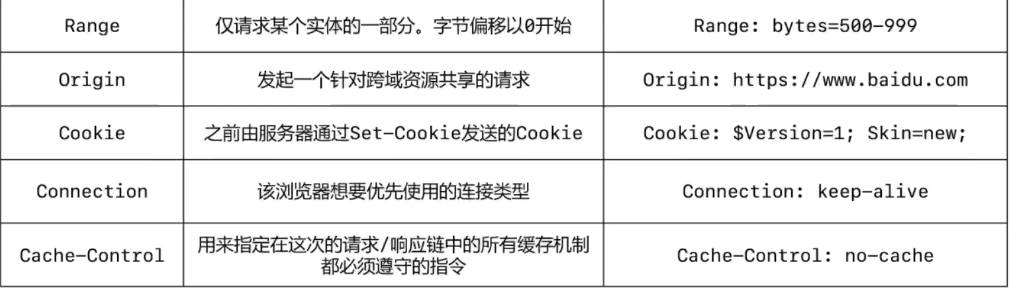 Range 仅请求某个实体的一部分。字节偏移以0开始 Range: bytes=500-999
Origin 发起一个针对跨域资源共享的请求 Origin: https://www.baidu.com
Cookie 之前由服务器通过Set-Cookie发送的Cookie Cookie: $Version=1; Skin=new;
Connection 该浏览器想要优先使用的连接类型 Connection: keep-alive
Cache-Control 用来指定在这次的请求/响应链中的所有缓存机制
都必须遵守的指令 Cache-Control: no-cache